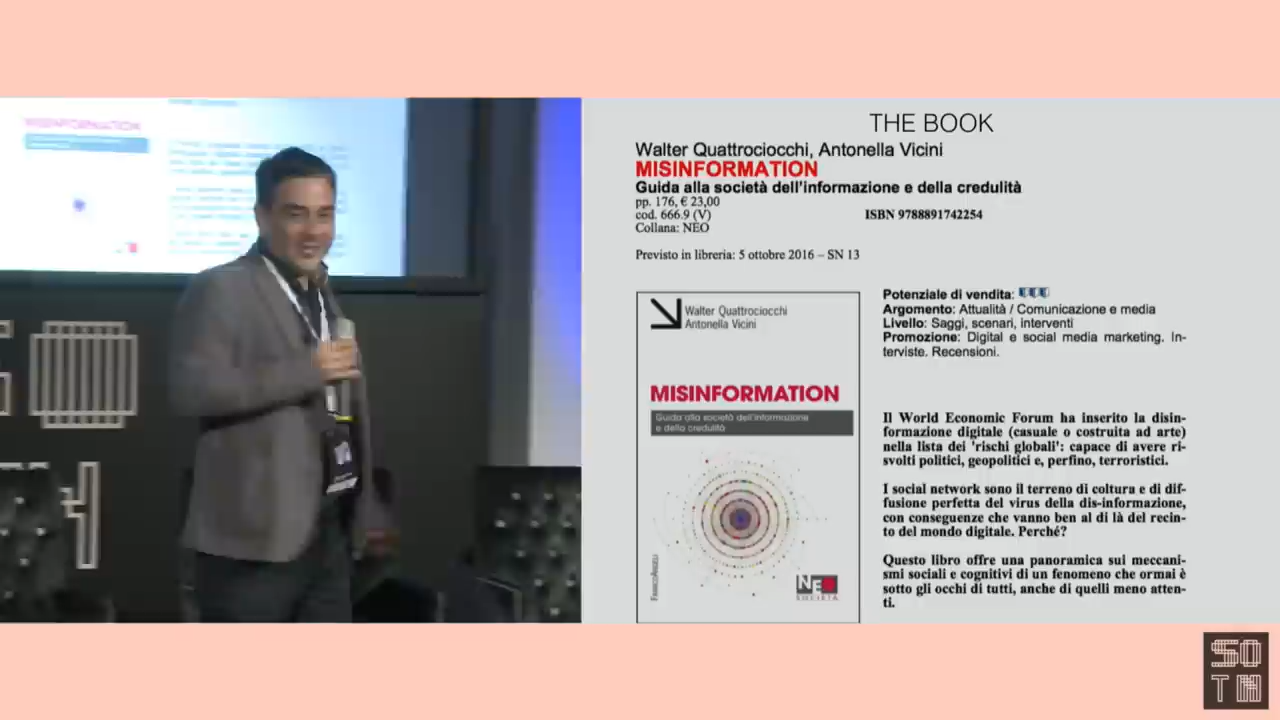 MISINFORMATION
THE BOOK
Walter Quattrociocchi, Antonella Vicini
MISINFORMATION
Guida alla società dell'informazione e della credulità
pp. 176, € 23,00
cod. 666.9 (V)
ISBN 9788891742254
Collana: NEO
Previsto in libreria: 5 ottobre 2016 – SN 13
Walter Quattrociocchi
Antonella Vicini
MISINFORMATION
Guida alla società dell'informazione
e della credulità
FrancoAngeli
NEO
SOCIETÀ
Potenziale di vendita:
Argomento: Attualità / Comunicazione e media
Livello: Saggi, scenari, interventi
Promozione: Digital e social media marketing. In-
terviste. Recensioni.
Il World Economic Forum ha inserito la disin-
formazione digitale (casuale o costruita ad arte)
nella lista dei 'rischi globali': capace di avere ri-
svolti politici, geopolitici e, perfino, terroristici.
I social network sono il terreno di coltura e di dif-
fusione perfetta del virus della dis-informazione,
con conseguenze che vanno ben al di là del recin-
to del mondo digitale. Perché?
Questo libro offre una panoramica sui meccani-
smi sociali e cognitivi di un fenomeno che ormai è
sotto gli occhi di tutti, anche di quelli meno atten-
ti.
SO
TN